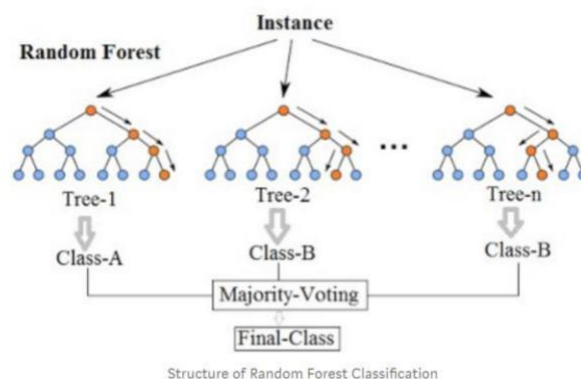 Instance
Random Forest
...
Tree-1
Tree-2
Tree-n
Class-A
Class-B
Class-B
Majority-Voting
Final-Class
Structure of Random Forest Classification